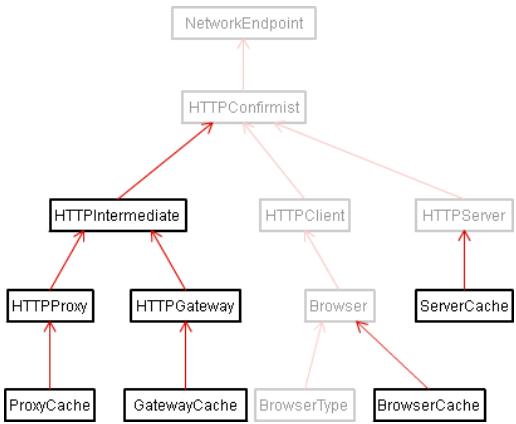 NetworkEndpoint
HTTPConfirmist
HTTPIntermediate
HTTPClient
HTTPServer
HTTPProxy
HTTPGateway
Browser
ServerCache
ProxyCache
GatewayCache
BrowserType
BrowserCache